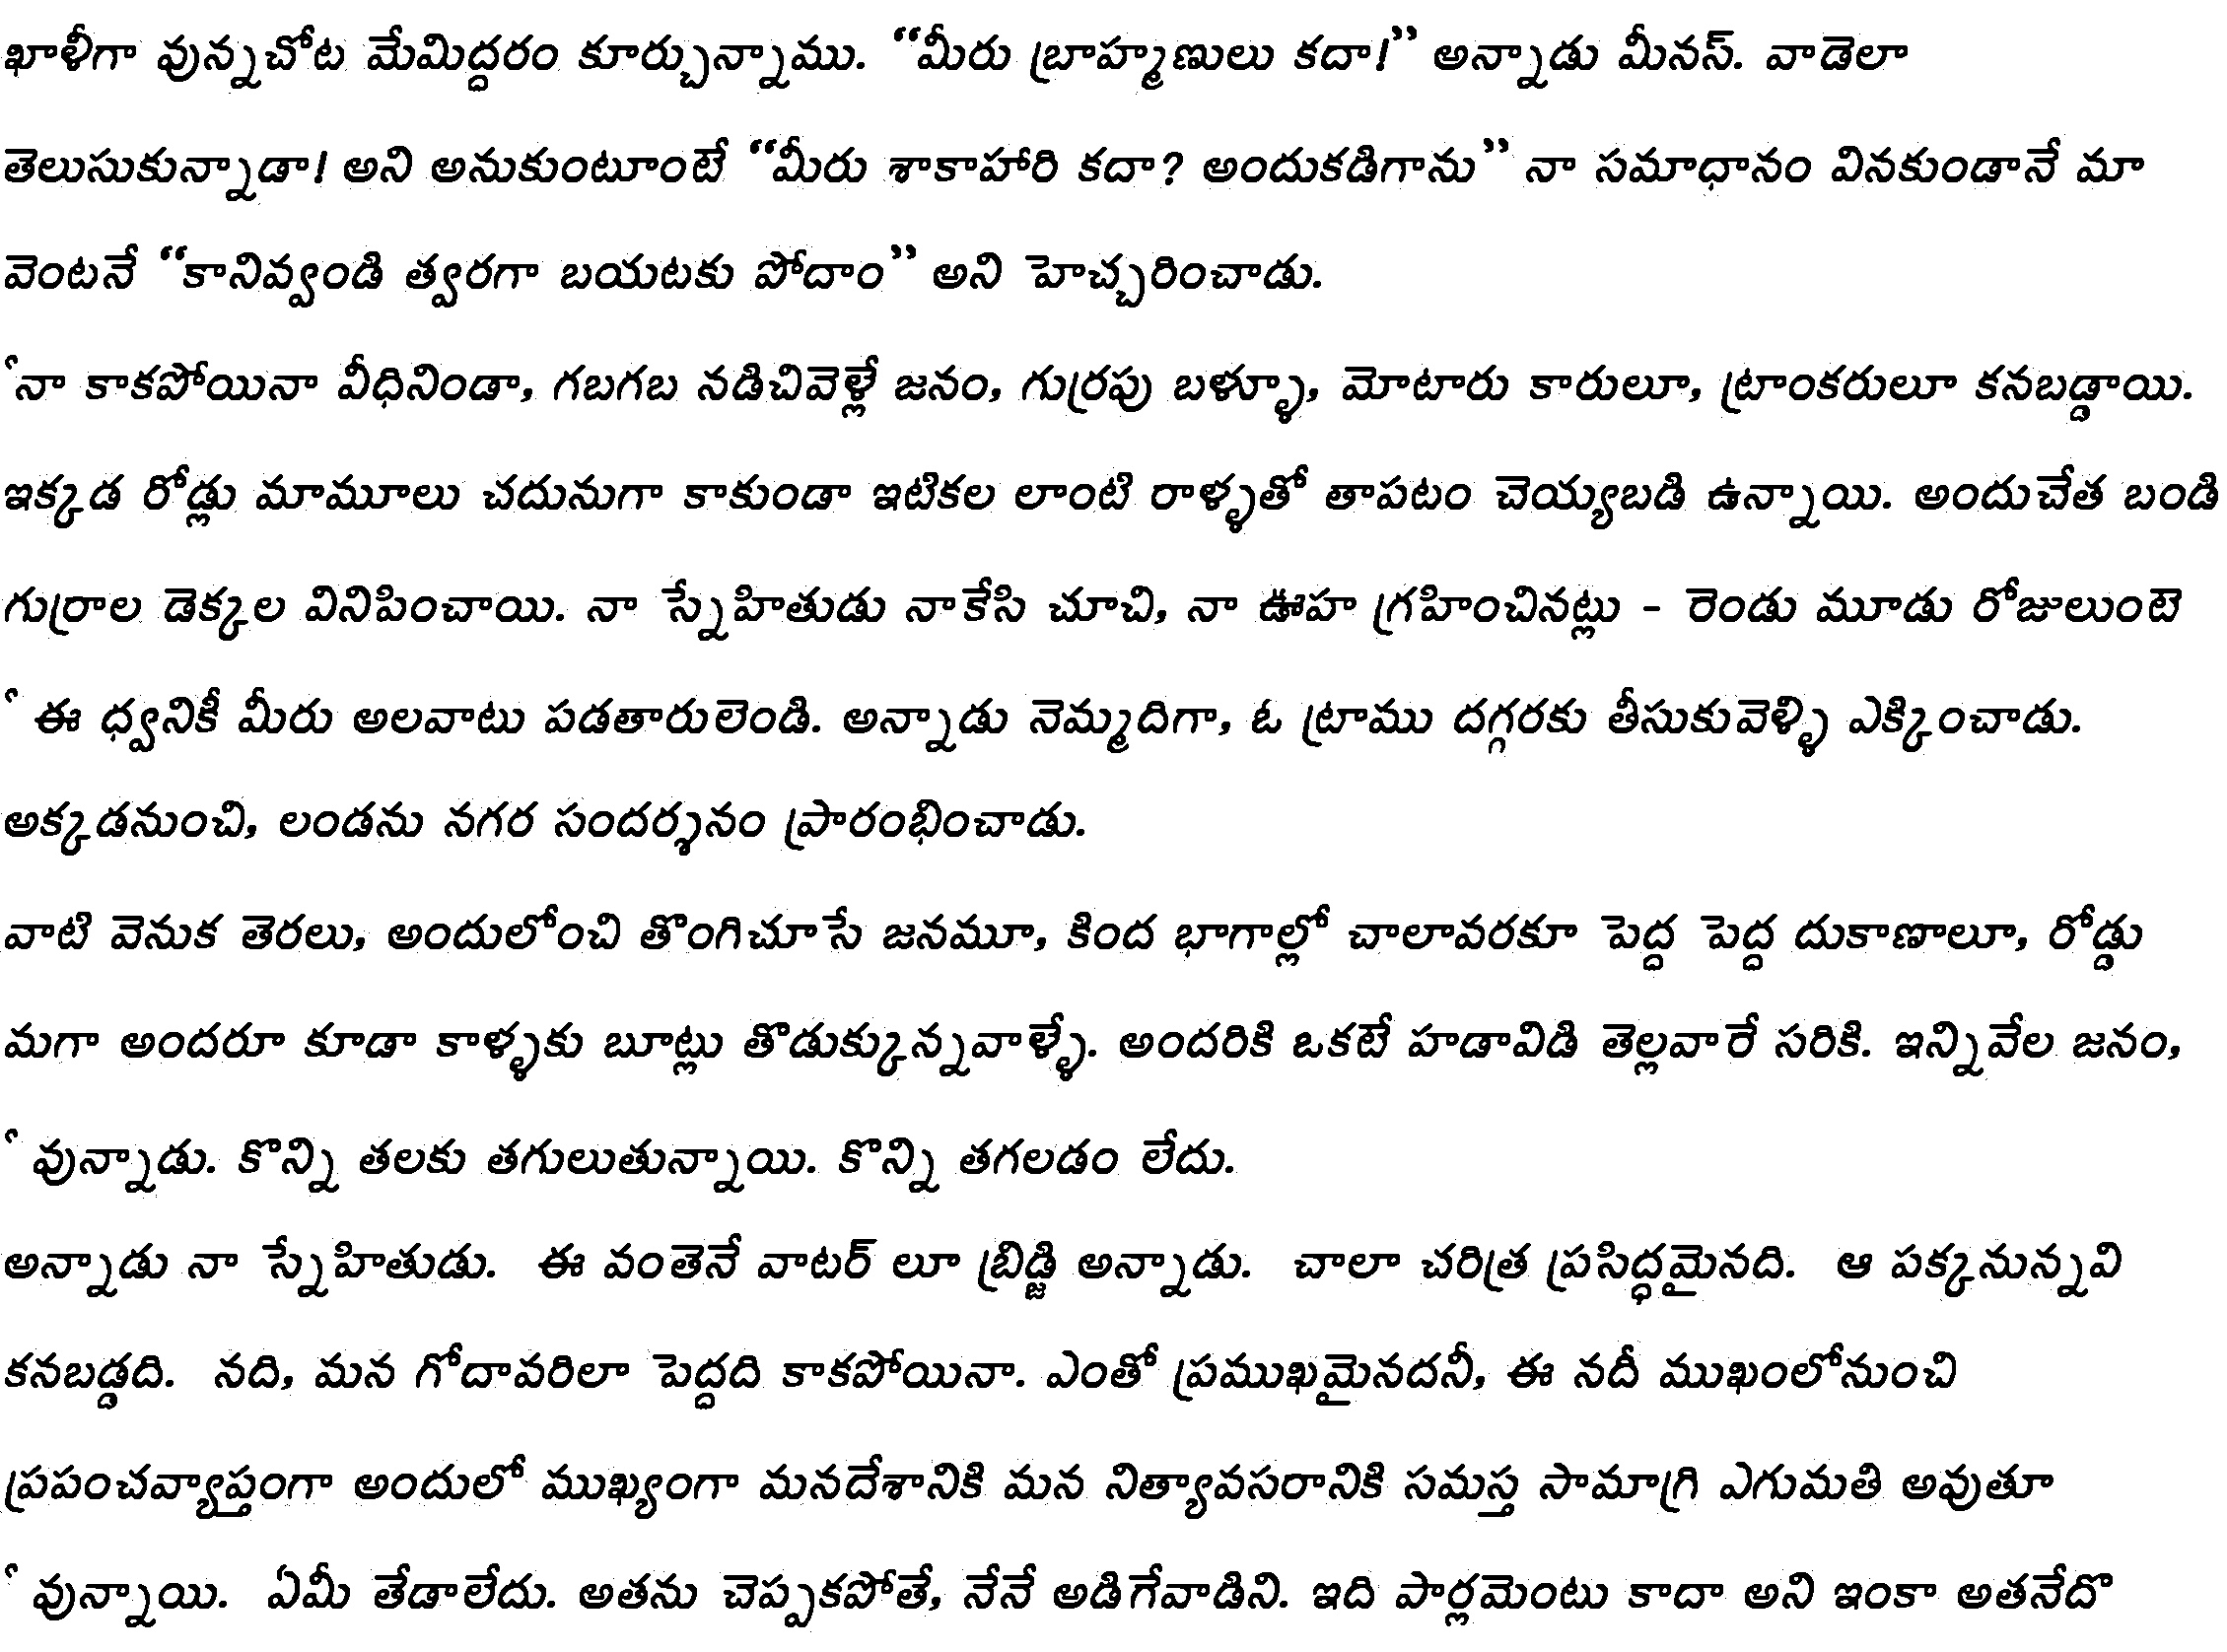 ఖాళీగా వున్నచోట మేమిద్దరం కూర్చున్నాము. “మీరు బ్రాహ్మణులు కదా!” అన్నాడు మీనస్. వాడెలా
తెలుసుకున్నాడా! అని అనుకుంటూంటే “మీరు శాకాహారి కదా? అందుకడిగాను” నా సమాధానం వినకుండానే మా
వెంటనే “కానివ్వండి త్వరగా బయటకు పోదాం” అని హెచ్చరించాడు.
‘నా కాకపోయినా వీధినిండా, గబగబ నడిచివెళ్లే జనం, గుర్రపు బళ్ళూ, మోటారు కారులూ, ట్రాంకరులూ కనబడ్డాయి.
ఇక్కడ రోడ్లు మామూలు చదునుగా కాకుండా ఇటికల లాంటి రాళ్ళతో తాపటం చెయ్యబడి ఉన్నాయి. అందుచేత బండి
గుర్రాల డెక్కల వినిపించాయి. నా స్నేహితుడు నాకేసి చూచి, నా ఊహ గ్రహించినట్లు - రెండు మూడు రోజులుంటె
‘ ఈ ధ్వనికీ మీరు అలవాటు పడతారులెండి. అన్నాడు నెమ్మదిగా, ఓ ట్రాము దగ్గరకు తీసుకువెళ్ళి ఎక్కించాడు.
అక్కడనుంచి, లండను నగర సందర్శనం ప్రారంభించాడు.
వాటి వెనుక తెరలు, అందులోంచి తొంగిచూసే జనమూ, కింద భాగాల్లో చాలావరకూ పెద్ద పెద్ద దుకాణాలూ, రోడ్డు
మగా అందరూ కూడా కాళ్ళకు బూట్లు తొడుక్కున్నవాళ్ళే. అందరికి ఒకటే హడావిడి తెల్లవారే సరికి. ఇన్నివేల జనం,
‘ వున్నాడు. కొన్ని తలకు తగులుతున్నాయి. కొన్ని తగలడం లేదు.
అన్నాడు నా స్నేహితుడు. ఈ వంతెనే వాటర్ లూ బ్రిడ్జి అన్నాడు. చాలా చరిత్ర ప్రసిద్ధమైనది. ఆ పక్కనున్నవి
కనబడ్డది. నది, మన గోదావరిలా పెద్దది కాకపోయినా. ఎంతో ప్రముఖమైనదనీ, ఈ నదీ ముఖంలోనుంచి
ప్రపంచవ్యాప్తంగా అందులో ముఖ్యంగా మనదేశానికి మన నిత్యావసరానికి సమస్త సామాగ్రి ఎగుమతి అవుతూ
‘ వున్నాయి. ఏమీ తేడాలేదు. అతను చెప్పకపోతే, నేనే అడిగేవాడిని. ఇది పార్లమెంటు కాదా అని ఇంకా అతనేదొ